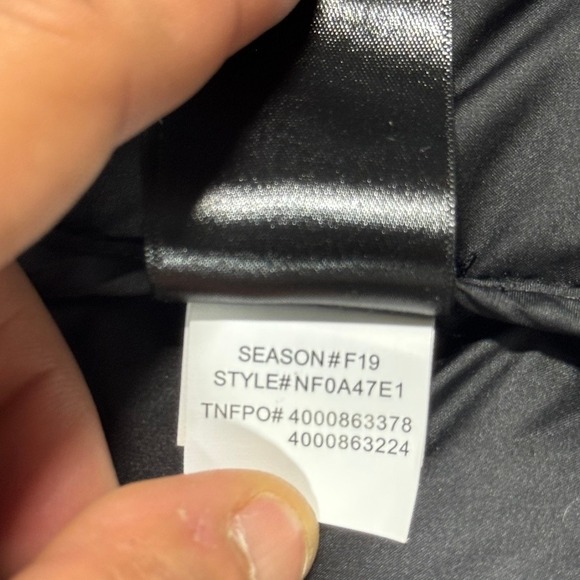 SEASON#F19
STYLE#NF0A47E1
TNFPO# 4000863378
4000863224